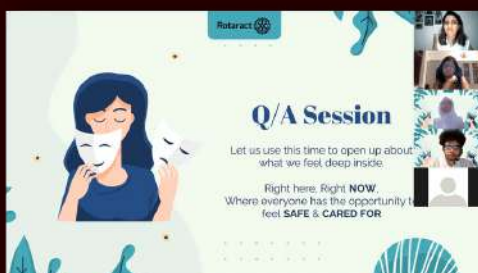 Rotaract
Q/A Session
Let us use this time to open up about
what we feel deep inside.
Right here, Right NOW,
Where everyone has the opportunity
feel SAFE & CARED FOR